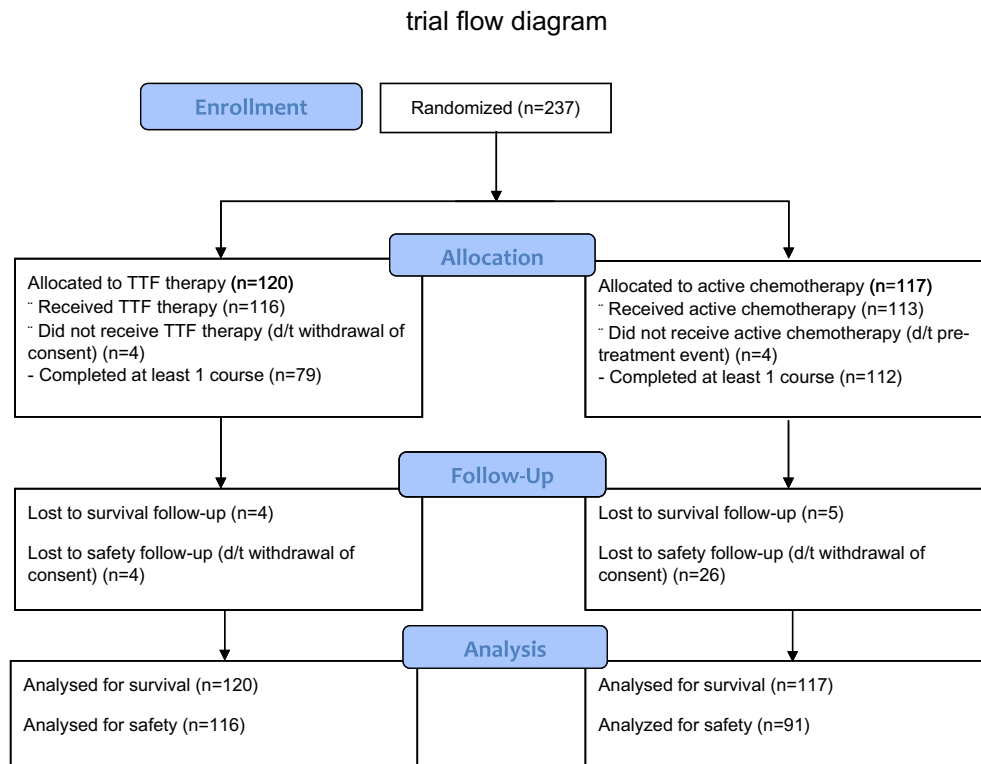 trial flow diagram
Enrollment
Randomized (n=237)
Allocation
Allocated to TTF therapy (n=120)
¨ Received TTF therapy (n=116)
¨ Did not receive TTF therapy (d/t withdrawal of
consent) (n=4)
- Completed at least 1 course (n=79)
Allocated to active chemotherapy (n=117)
¨ Received active chemotherapy (n=113)
¨ Did not receive active chemotherapy (d/t pre-
treatment event) (n=4)
- Completed at least 1 course (n=112)
Follow-Up
Lost to survival follow-up (n=4)
Lost to safety follow-up (d/t withdrawal of
consent) (n=4)
Lost to survival follow-up (n=5)
Lost to safety follow-up (d/t withdrawal of
consent) (n=26)
Analysis
Analysed for survival (n=120)
Analysed for safety (n=116)
Analysed for survival (n=117)
Analyzed for safety (n=91)